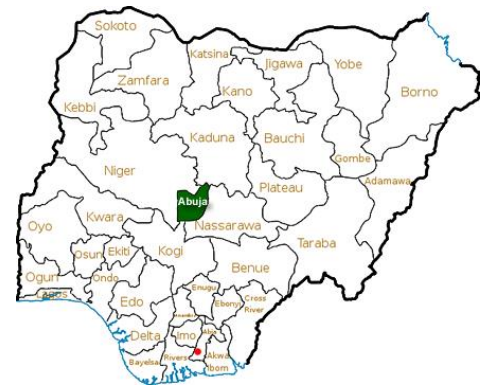 Sokoto
Katsina
Jigawa
Yobe
Zamfara
Kano
Borno
Kebbi
Kaduna
Bauchi
Gombe
Niger
Adamawa
Plateau
Abuja
Kwara
Nassarawa
Oyo
Taraba
Kogi
Osun
Ekiti
Benue
Ogun
Ondo
Enugu
Lagos
Edo
Ebonyi
Cross
River
Delta
Imo
Abia
Bayelsa
Rivers
Akwa
Ibom